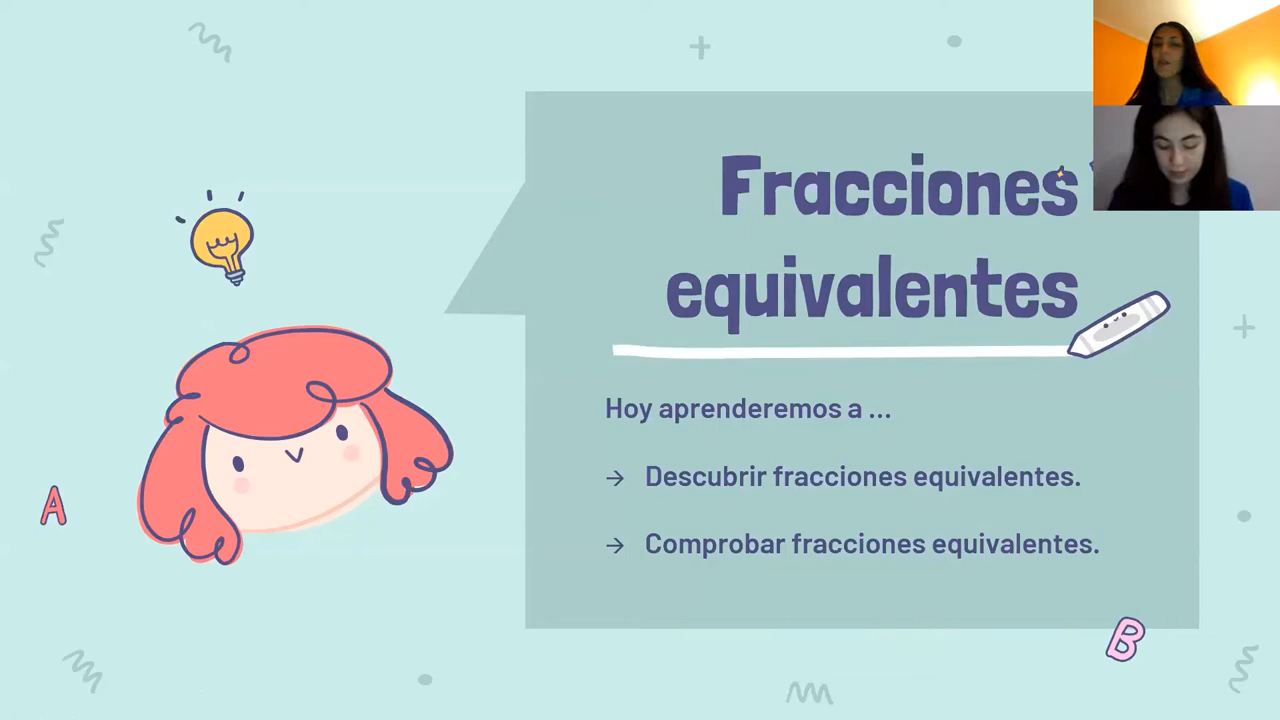 Fracciones
equivalentes
Hoy aprenderemos a ...
→ Descubrir fracciones equivalentes.
→ Comprobar fracciones equivalentes.
A
B